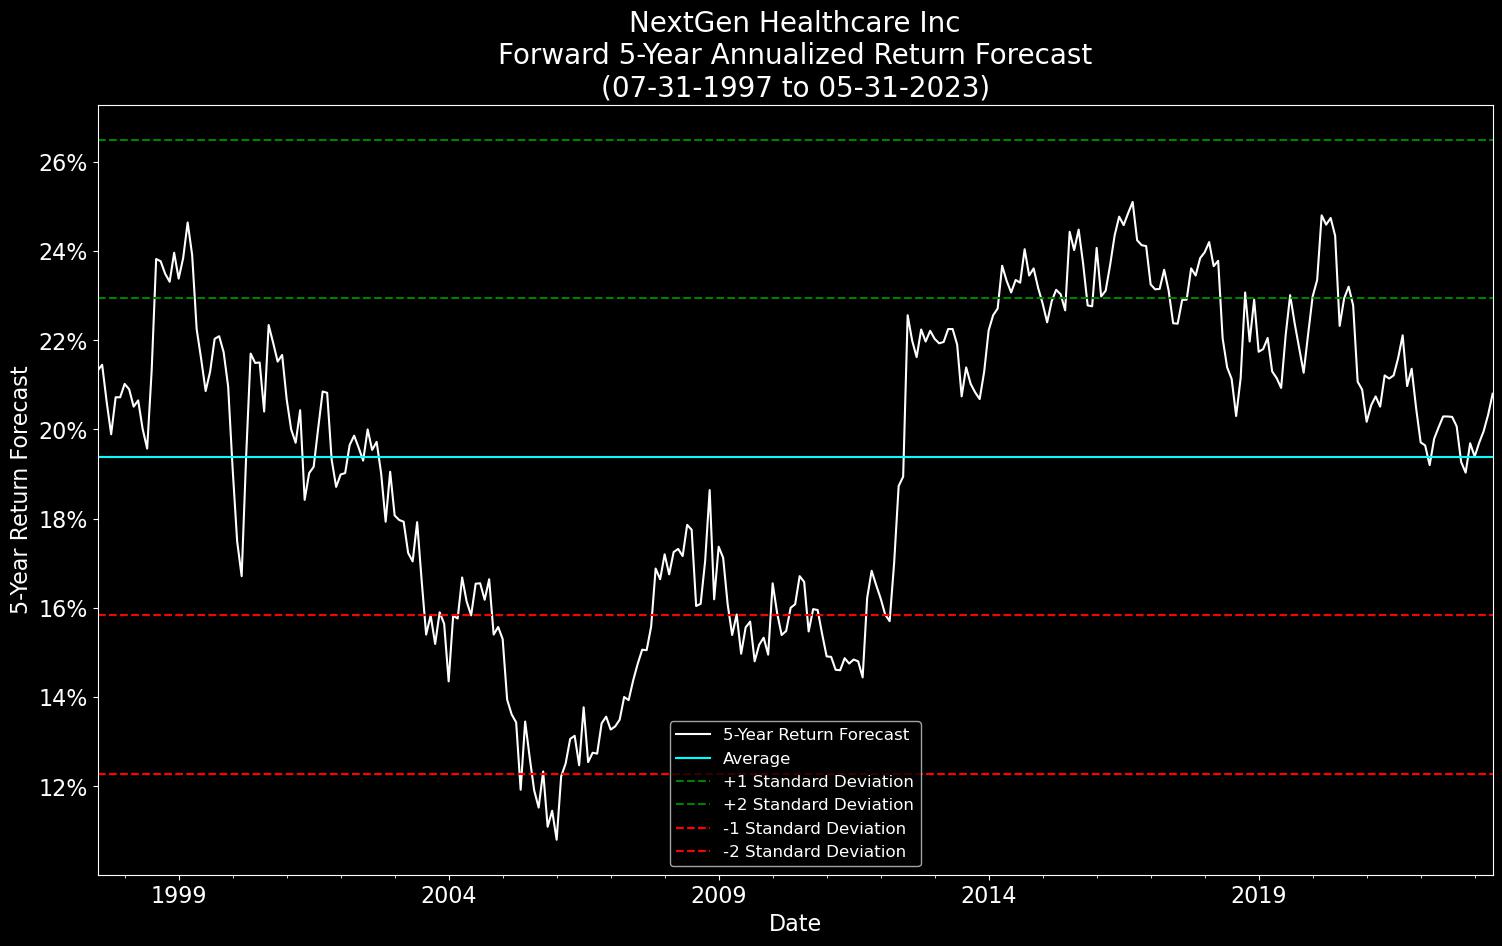 NextGen Healthcare Inc
Forward 5-Year Annualized Return Forecast
(07-31-1997 to 05-31-2023)
5-Year Return Forecast
26%
24%
22%
20%
18%
16%
14%
12%
5-Year Return Forecast
Average
+1 Standard Deviation
+2 Standard Deviation
-1 Standard Deviation
-2 Standard Deviation
1999
2004
2009
2014
2019
Date